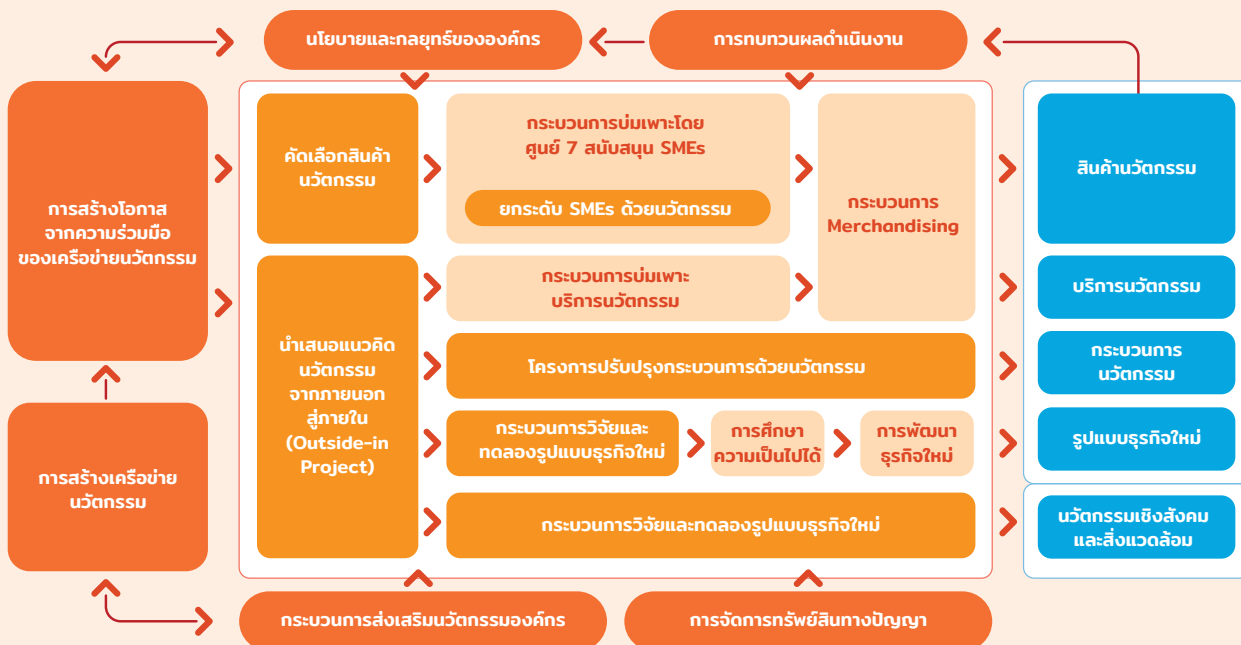 นโยบายและกลยุทธ์ขององค์กร
การทบทวนผลดำเนินงาน
การสร้างโอกาส
จากความร่วมมือ
ของเครือข่ายนวัตกรรม
การสร้างเครือข่าย
นวัตกรรม
คัดเลือกสินค้า
นวัตกรรม
กระบวนการบ่มเพาะโดย
ศูนย์ 7 สนับสนุน SMEs
ยกระดับ SMEs ด้วยนวัตกรรม
กระบวนการ
Merchandising
สินค้านวัตกรรม
นำเสนอแนวคิด
นวัตกรรม
จากภายนอก
สู่ภายใน
(Outside-in
Project)
กระบวนการบ่มเพาะ
บริการนวัตกรรม
บริการนวัตกรรม
โครงการปรับปรุงกระบวนการด้วยนวัตกรรม
กระบวนการ
นวัตกรรม
กระบวนการวิจัยและ
ทดลองรูปแบบธุรกิจใหม่
การศึกษา
ความเป็นไปได้
การพัฒนา
ธุรกิจใหม่
รูปแบบธุรกิจใหม่
กระบวนการวิจัยและทดลองรูปแบบธุรกิจใหม่
นวัตกรรมเชิงสังคม
และสิ่งแวดล้อม
กระบวนการส่งเสริมนวัตกรรมองค์กร
การจัดการทรัพย์สินทางปัญญา